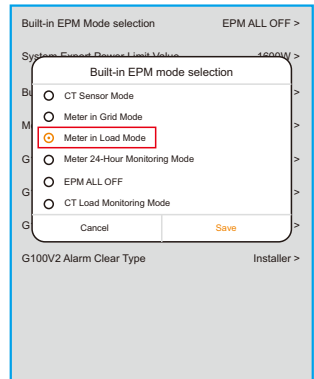 Built-in EPM Mode selection EPM ALL OFF >
System Export Power Limit Value 1600W >
Built-in EPM mode selection
CT Sensor Mode
Meter in Grid Mode
Meter in Load Mode
Meter 24-Hour Monitoring Mode
EPM ALL OFF
CT Load Monitoring Mode
Cancel Save
G100V2 Alarm Clear Type Installer >